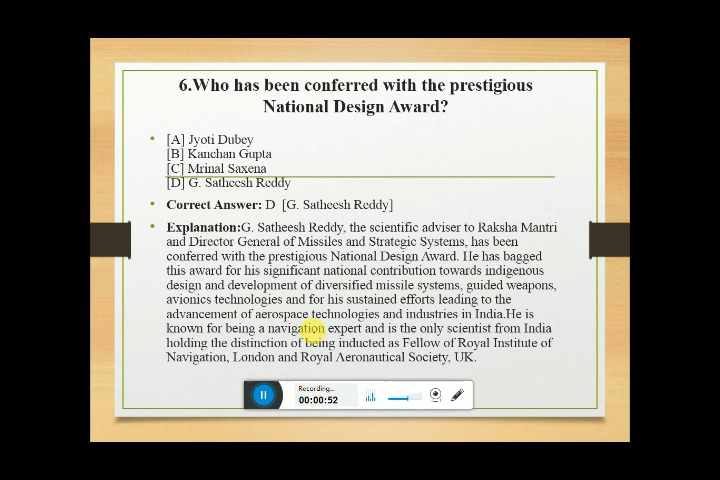 6.Who has been conferred with the prestigious
National Design Award?
[A] Jyoti Dubey
[B] Kanchan Gupta
[C] Mrinal Saxena
[D] G. Satheesh Reddy
Correct Answer: D [G. Satheesh Reddy]
Explanation:G. Satheesh Reddy, the scientific adviser to Raksha Mantri
and Director General of Missiles and Strategic Systems, has been
conferred with the prestigious National Design Award. He has bagged
this award for his significant national contribution towards indigenous
design and development of diversified missile systems, guided weapons,
avionics technologies and for his sustained efforts leading to the
advancement of aerospace technologies and industries in India.He is
known for being a navigation expert and is the only scientist from India
holding the distinction of being inducted as Fellow of Royal Institute of
Navigation, London and Royal Aeronautical Society, UK.
Recording...
00:00:52